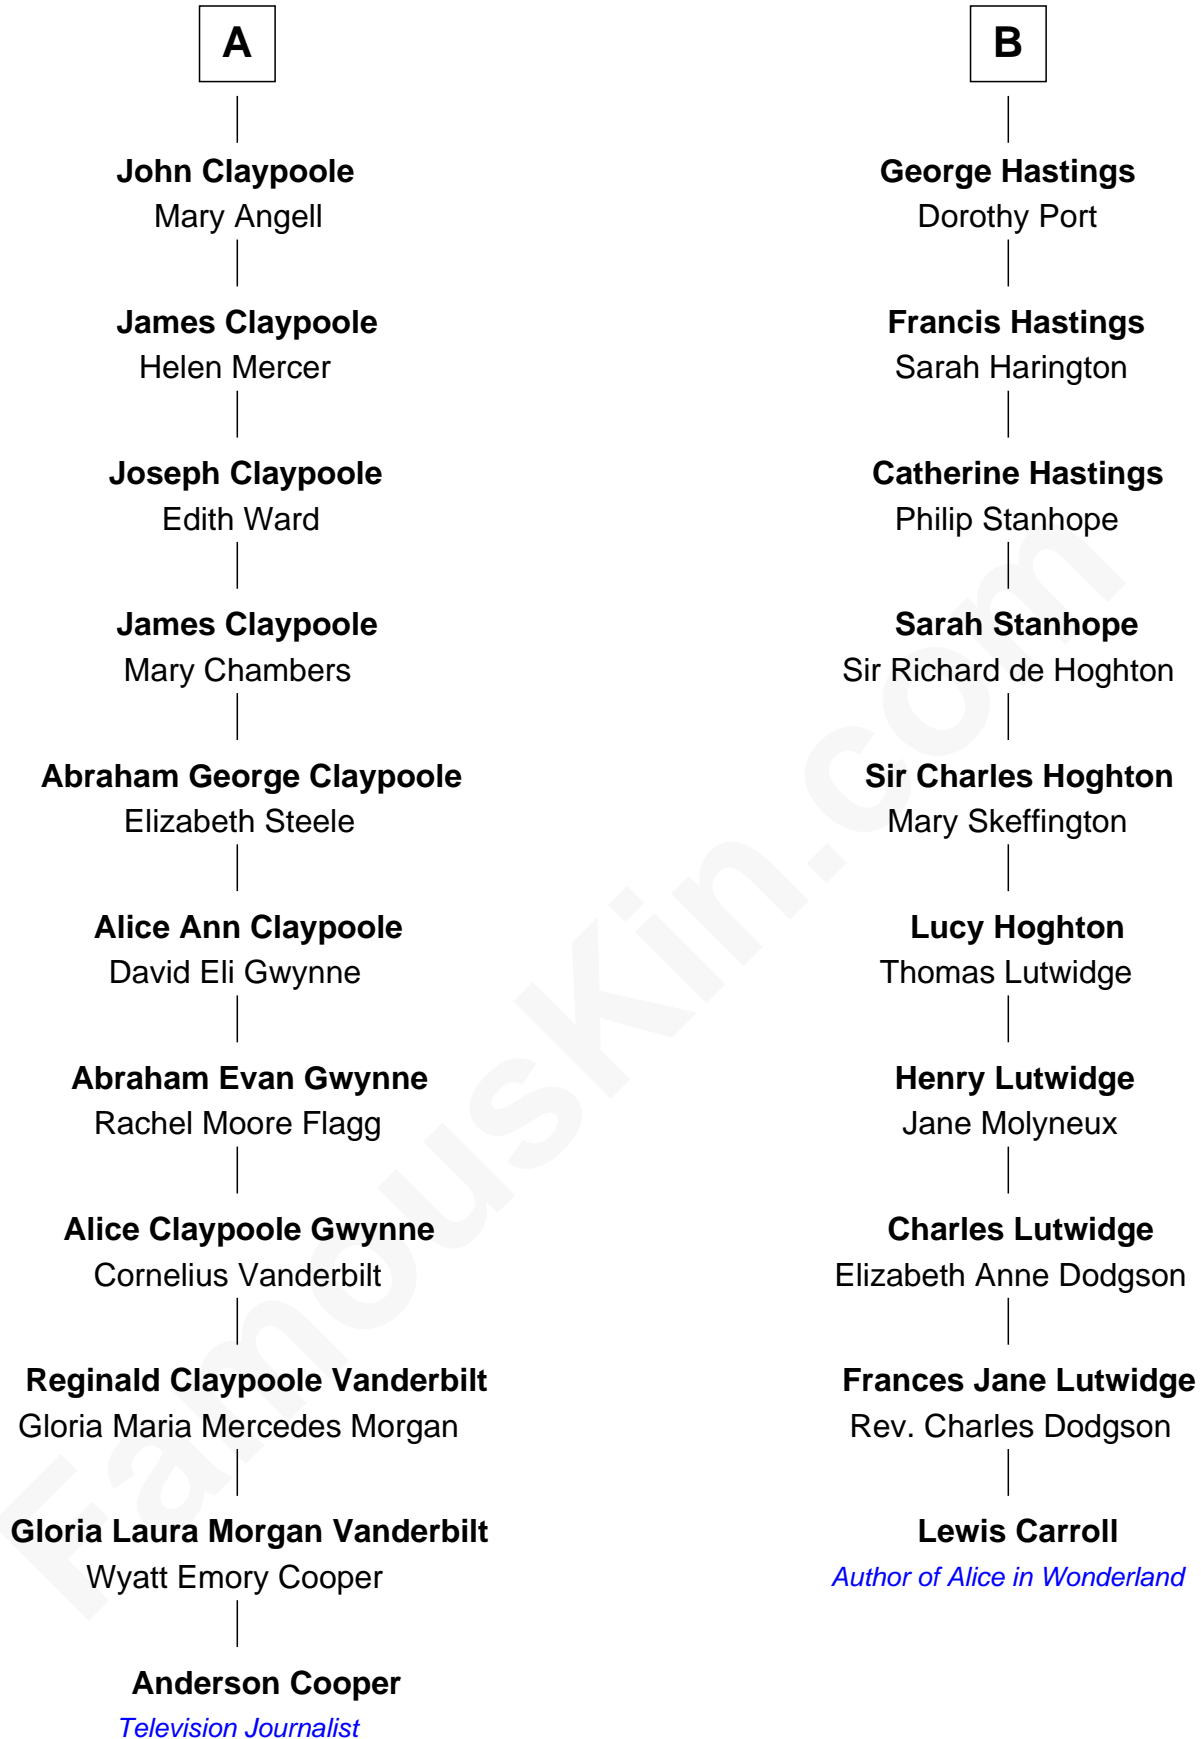 A
John Claypoole
Mary Angell
James Claypoole
Helen Mercer
Joseph Claypoole
Edith Ward
James Claypoole
Mary Chambers
Abraham George Claypoole
Elizabeth Steele
Alice Ann Claypoole
David Eli Gwynne
Abraham Evan Gwynne
Rachel Moore Flagg
Alice Claypoole Gwynne
Cornelius Vanderbilt
Reginald Claypoole Vanderbilt
Gloria Maria Mercedes Morgan
Gloria Laura Morgan Vanderbilt
Wyatt Emory Cooper
Anderson Cooper
Television Journalist
B
George Hastings
Dorothy Port
Francis Hastings
Sarah Harington
Catherine Hastings
Philip Stanhope
Sarah Stanhope
Sir Richard de Hoghton
Sir Charles Hoghton
Mary Skeffington
Lucy Hoghton
Thomas Lutwidge
Henry Lutwidge
Jane Molyneux
Charles Lutwidge
Elizabeth Anne Dodgson
Frances Jane Lutwidge
Rev. Charles Dodgson
Lewis Carroll
Author of Alice in Wonderland
FamousKin.com